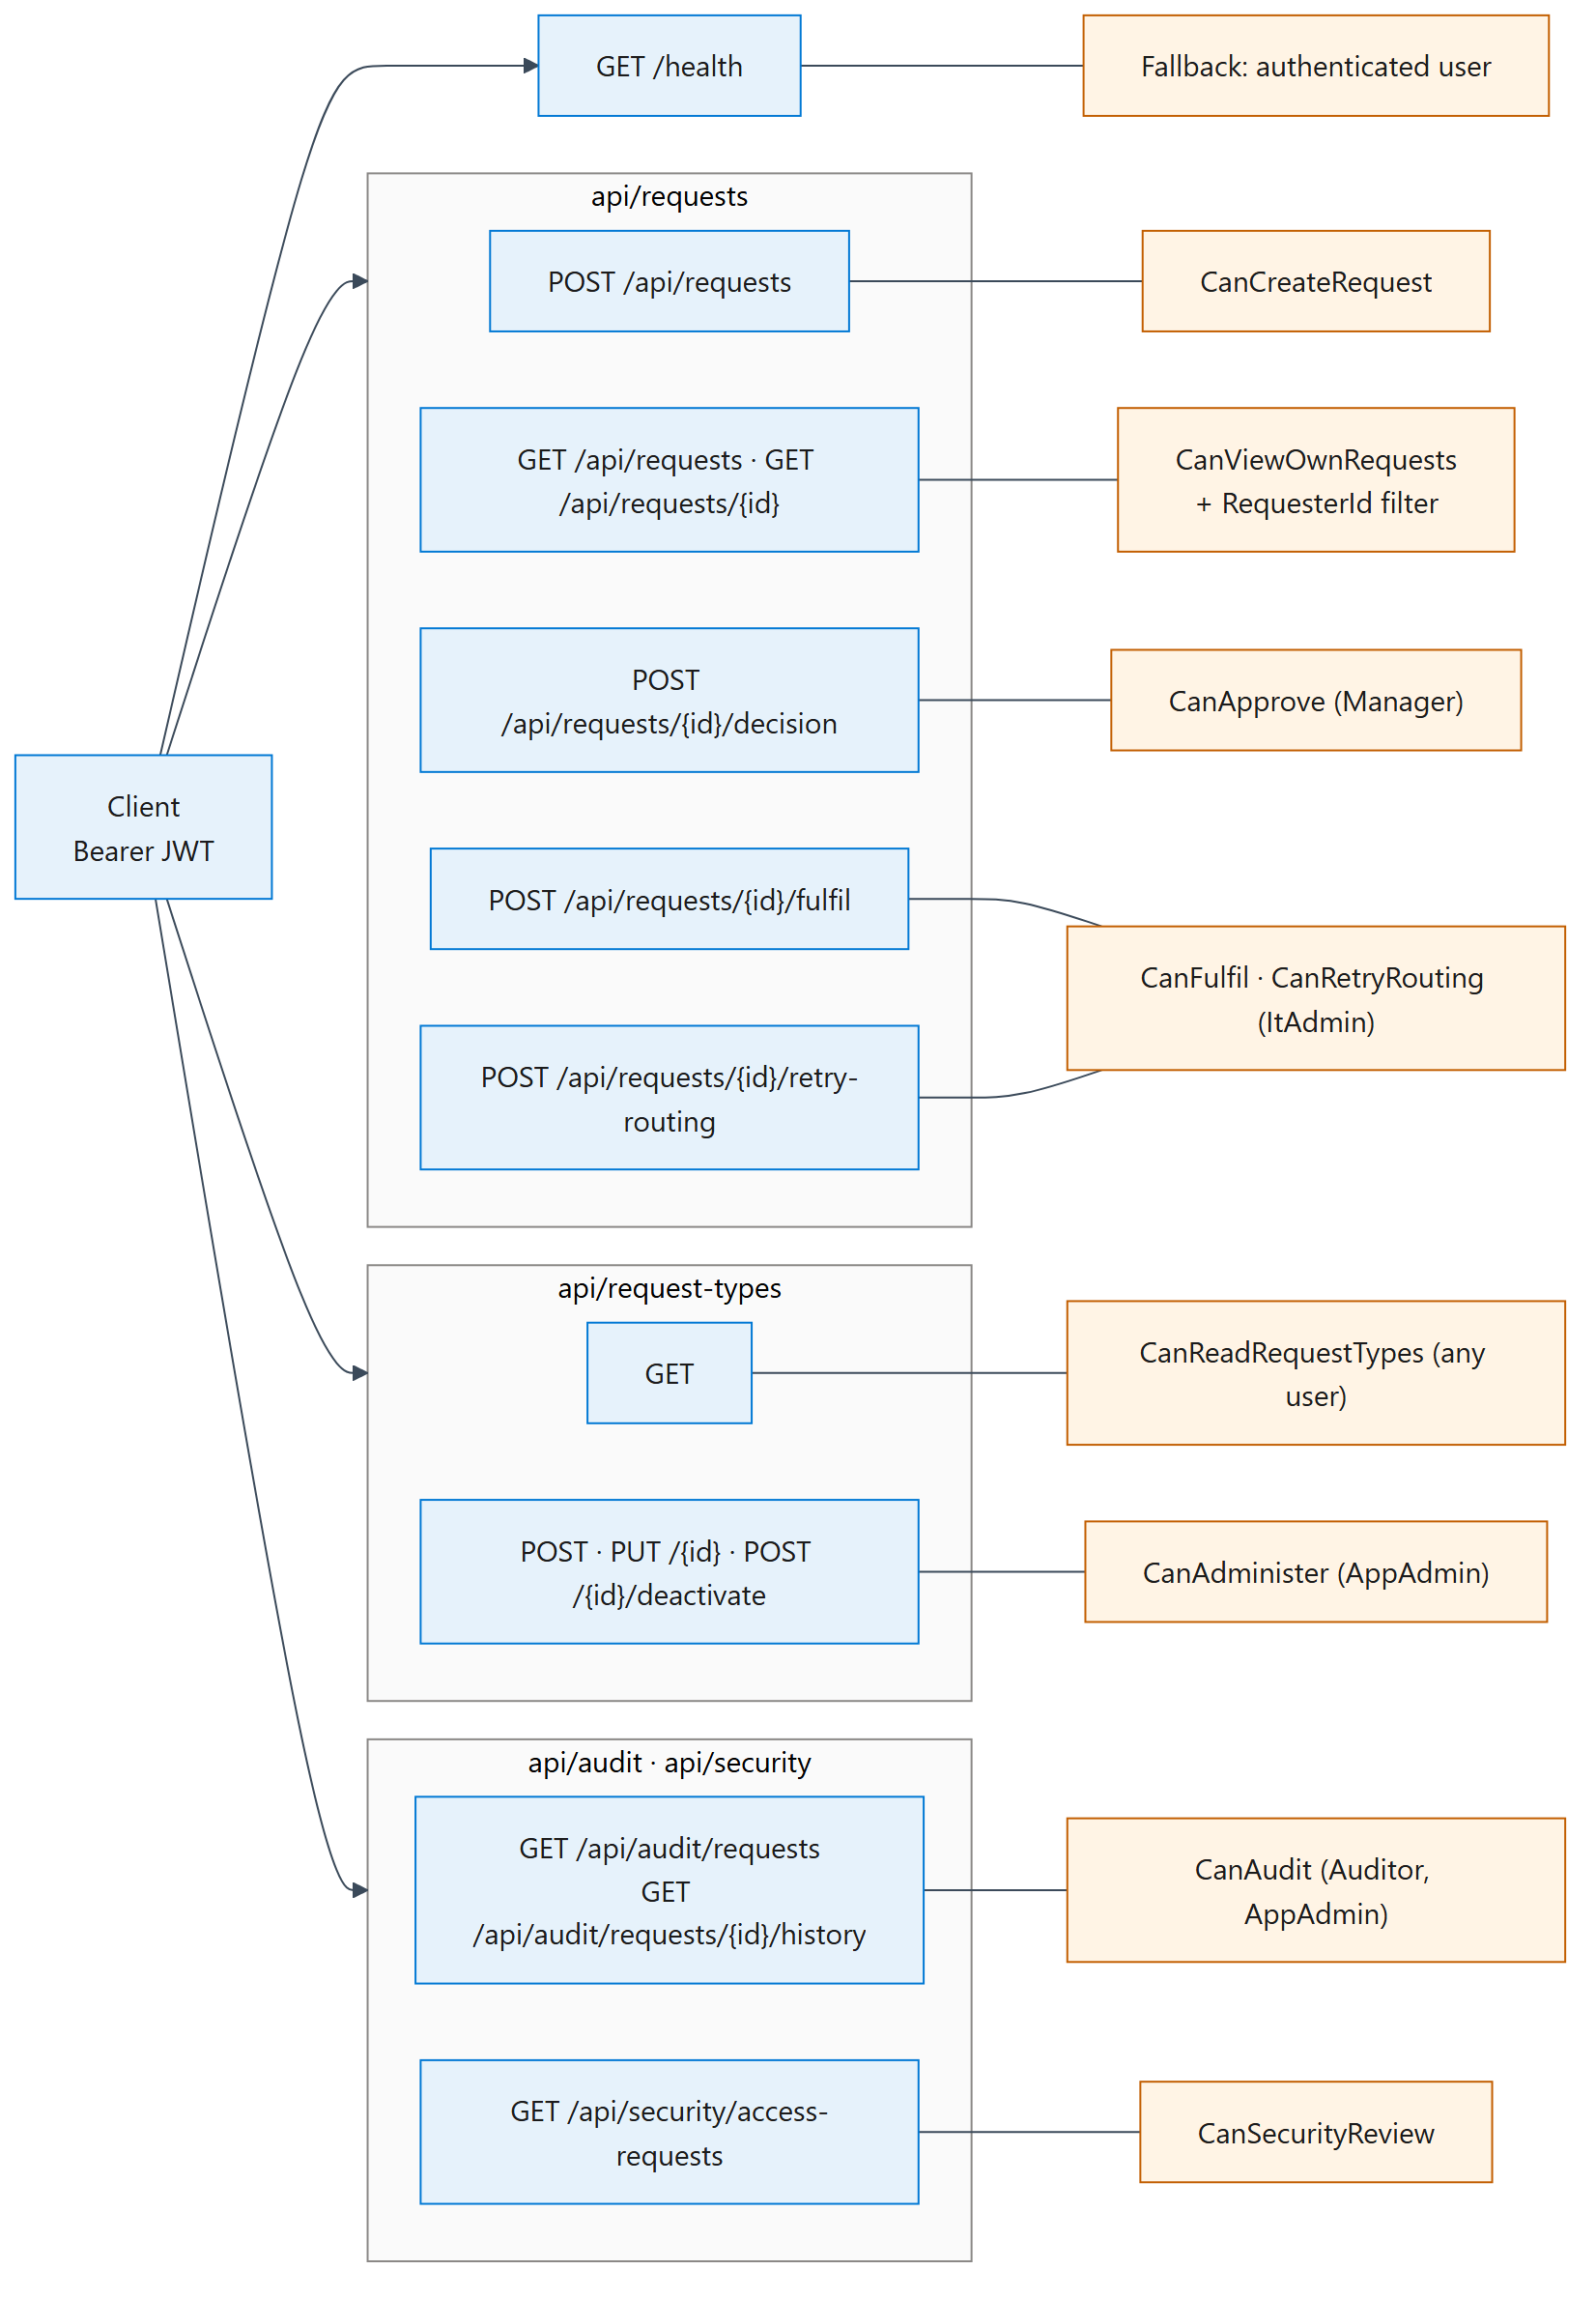 GET /health
Fallback: authenticated user
api/requests
POST /api/requests
CanCreateRequest
GET /api/requests · GET
/api/requests/{id}
CanViewOwnRequests
+ RequesterId filter
POST
/api/requests/{id}/decision
CanApprove (Manager)
Client
Bearer JWT
POST /api/requests/{id}/fulfil
CanFulfil · CanRetryRouting
(ItAdmin)
POST /api/requests/{id}/retry-
routing
api/request-types
GET
CanReadRequestTypes (any
user)
POST · PUT /{id} · POST
/{id}/deactivate
CanAdminister (AppAdmin)
api/audit · api/security
GET /api/audit/requests
GET
/api/audit/requests/{id}/history
CanAudit (Auditor,
AppAdmin)
GET /api/security/access-
requests
CanSecurityReview